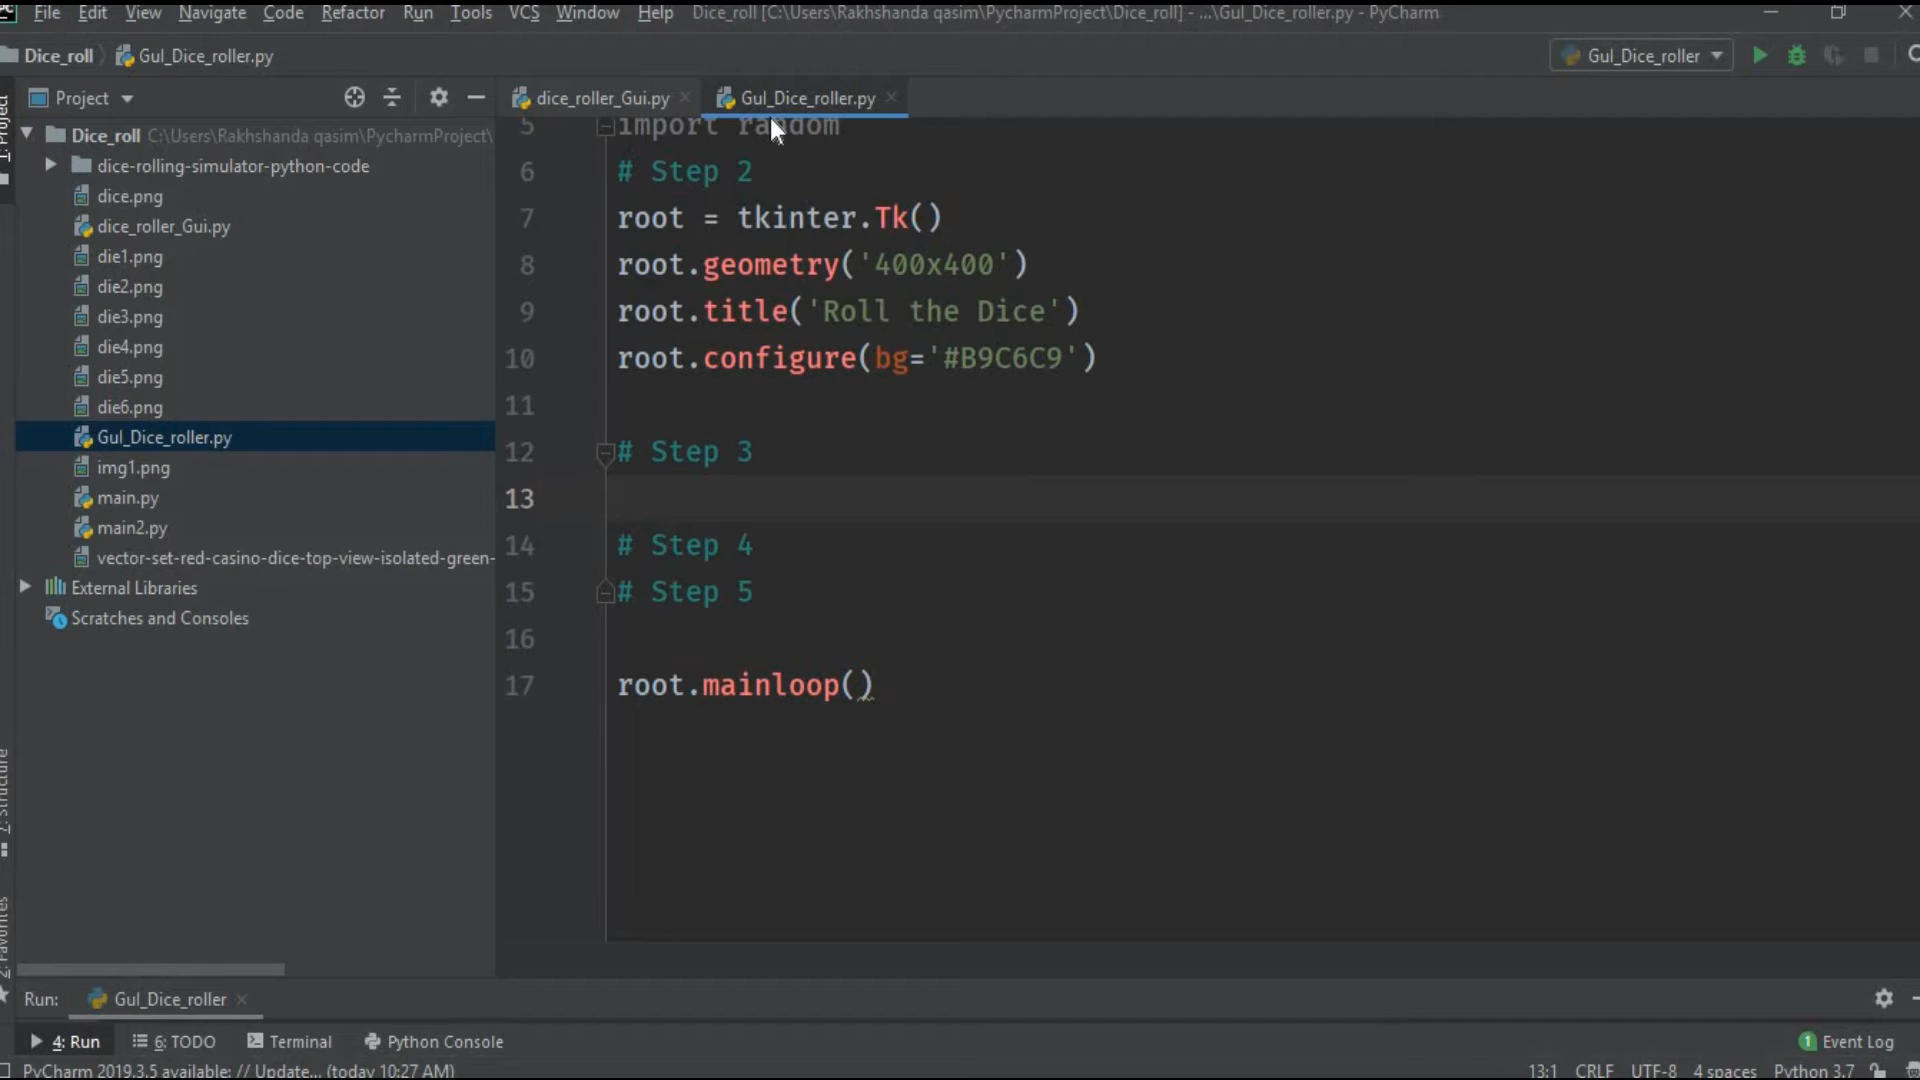 File Edit View Navigate Code Refactor Run Tools VCS Window Help Dice_roll [C:\Users\Rakhshanda qasim\PycharmProject\Dice_roll] - ...\Gul_Dice_roller.py - PyCharm
Dice_roll Gul_Dice_roller.py Gul_Dice_roller
1: Project
Project
dice_roller_Gui.py Gul_Dice_roller.py
Dice_roll C:\Users\Rakhshanda qasim\PycharmProject\
dice-rolling-simulator-python-code
dice.png
dice_roller_Gui.py
die1.png
die2.png
die3.png
die4.png
die5.png
die6.png
Gul_Dice_roller.py
img1.png
main.py
main2.py
vector-set-red-casino-dice-top-view-isolated-green-
External Libraries
Scratches and Consoles
5 import random
6 # Step 2
7 root = tkinter.Tk()
8 root.geometry('400x400')
9 root.title('Roll the Dice')
10 root.configure(bg='#B9C6C9')
11
12 # Step 3
13
14 # Step 4
15 # Step 5
16
17 root.mainloop()
7: Structure
2: Favorites
Run: Gul_Dice_roller
4: Run 6: TODO Terminal Python Console 1 Event Log
PyCharm 2019.3.5 available: // Update... (today 10:27 AM) 13:1 CRLF UTF-8 4 spaces Python 3.7